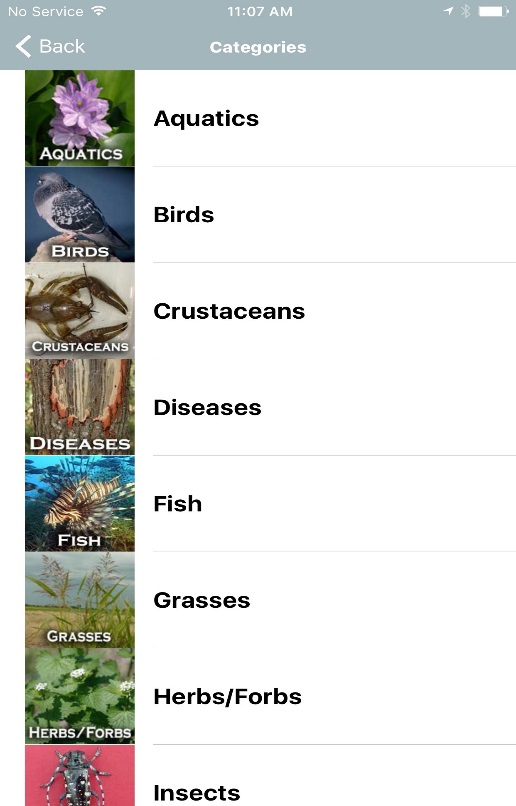 No Service 11:07 AM
Back Categories
AQUATICS
Aquatics
BIRDS
Birds
CRUSTACEANS
Crustaceans
DISEASES
Diseases
FISH
Fish
GRASSES
Grasses
HERBS/FORBS
Herbs/Forbs
Insects